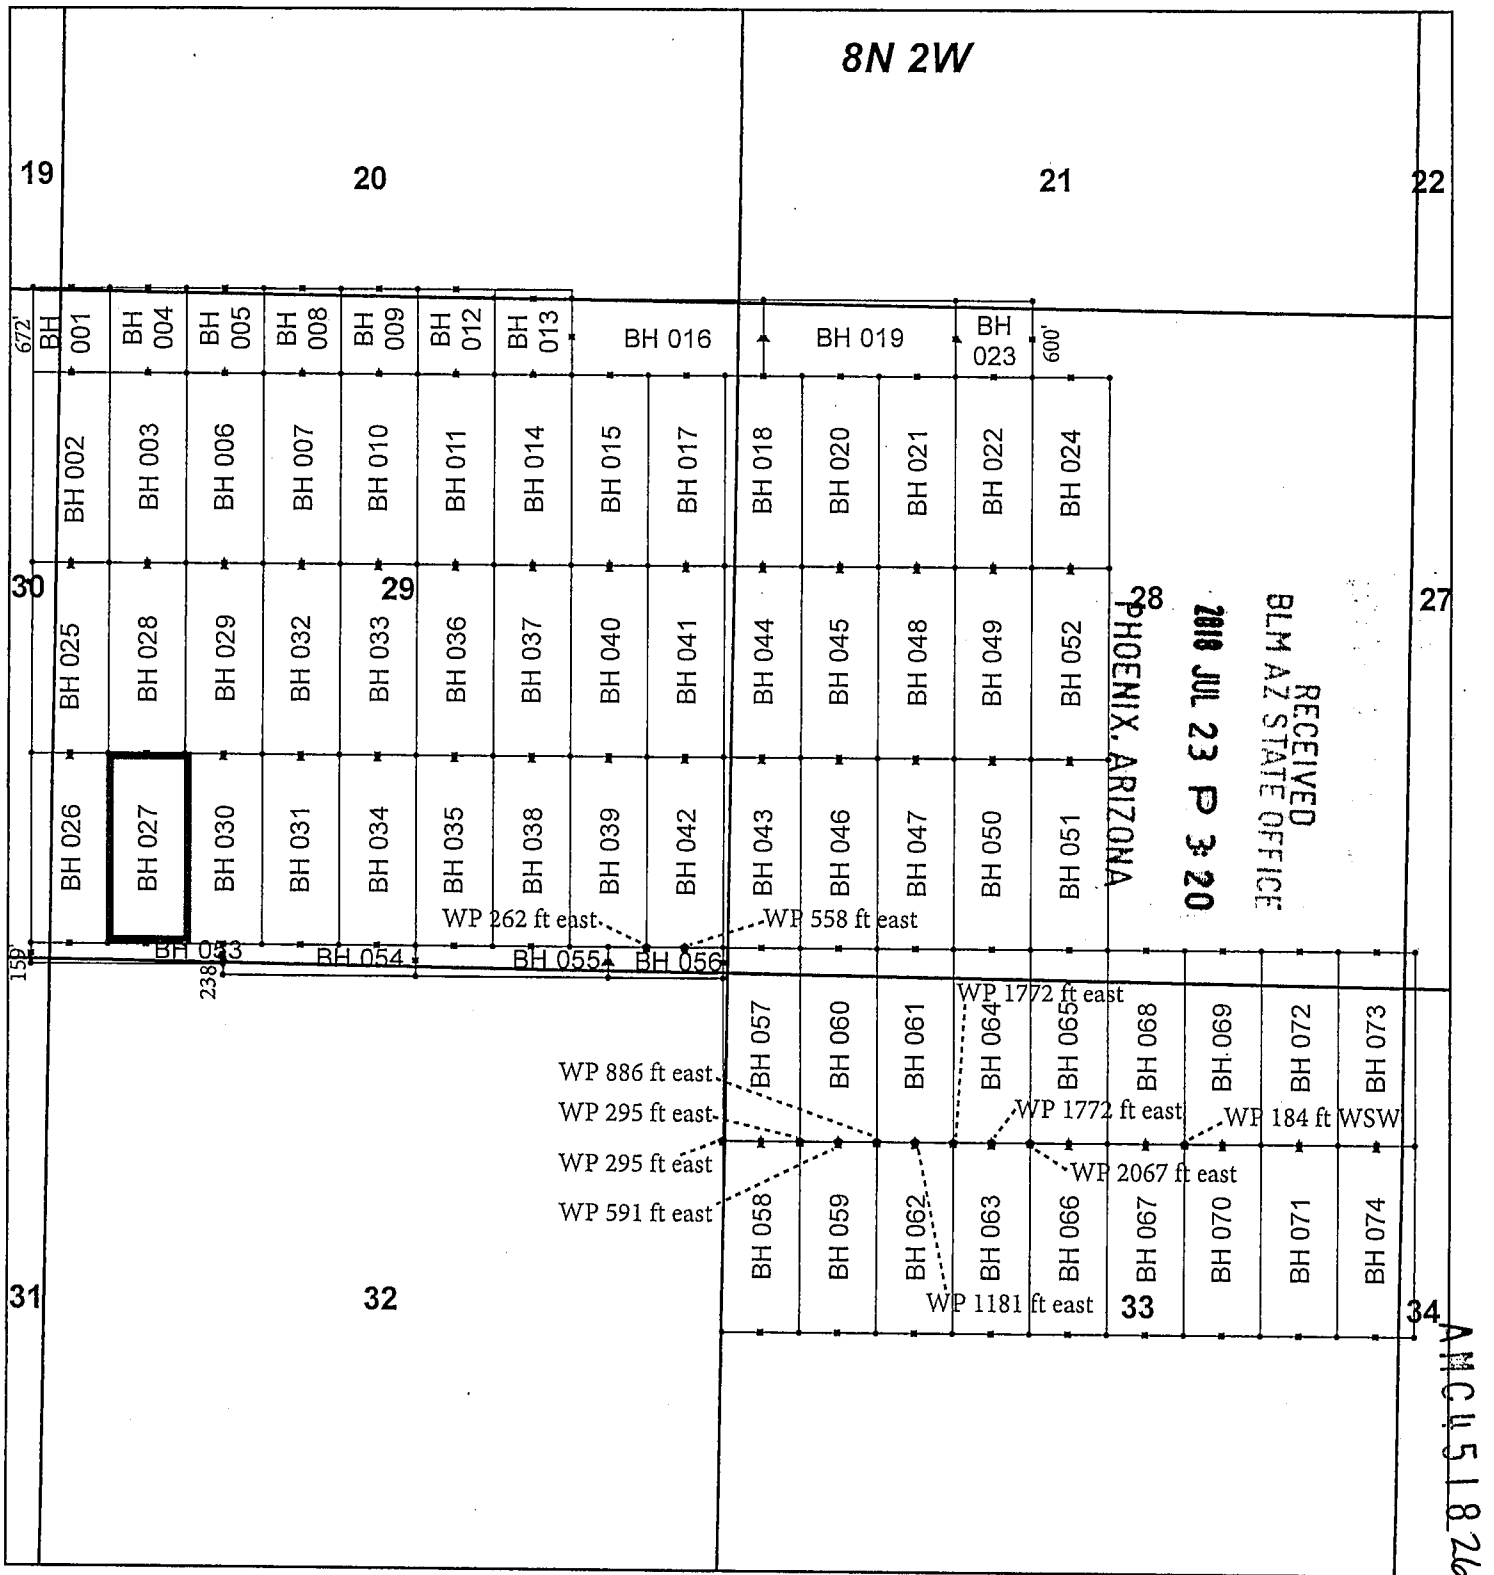 8N 2W
19
20
21
22
672'
BH 001
BH 004
BH 005
BH 008
BH 009
BH 012
BH 013
BH 016
BH 019
BH 023
600'
BH 002
BH 003
BH 006
BH 007
BH 010
BH 011
BH 014
BH 015
BH 017
BH 018
BH 020
BH 021
BH 022
BH 024
30
29
28
27
BH 025
BH 028
BH 029
BH 032
BH 033
BH 036
BH 037
BH 040
BH 041
BH 044
BH 045
BH 048
BH 049
BH 052
RECEIVED
BLM AZ STATE OFFICE
2018 JUL 23 P 3:20
PHOENIX, ARIZONA
BH 026
BH 027
BH 030
BH 031
BH 034
BH 035
BH 038
BH 039
BH 042
BH 043
BH 046
BH 047
BH 050
BH 051
WP 262 ft east
WP 558 ft east
159'
BH 053
BH 054
BH 055
BH 056
238'
WP 1772 ft east
BH 057
BH 060
BH 061
BH 064
BH 065
BH 068
BH 069
BH 072
BH 073
WP 886 ft east
WP 295 ft east
WP 1772 ft east
WP 184 ft WSW
WP 295 ft east
WP 2067 ft east
WP 591 ft east
BH 058
BH 059
BH 062
BH 063
BH 066
BH 067
BH 070
BH 071
BH 074
WP 1181 ft east
31
32
33
34
AMC451826